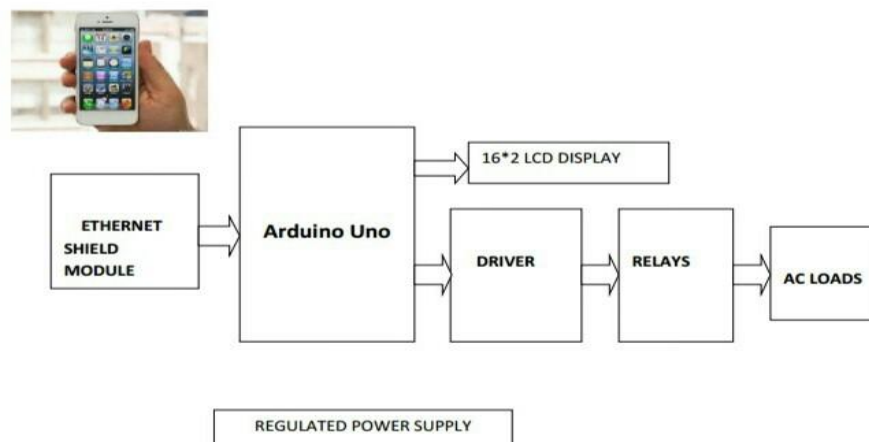 16*2 LCD DISPLAY
ETHERNET
SHIELD
MODULE
Arduino Uno
DRIVER
RELAYS
AC LOADS
REGULATED POWER SUPPLY